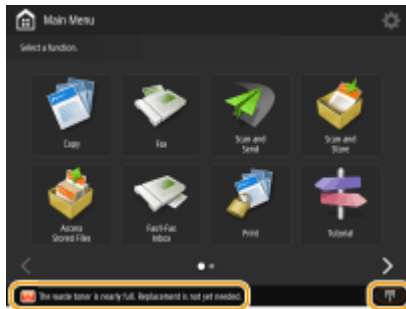 Main Menu
Select a function.
Copy
Fax
Scan and
Send
Scan and
Store
Access
Stored Files
Fax/I-Fax
Inbox
Print
Tutorial
The waste toner is nearly full. Replacement is not yet needed.